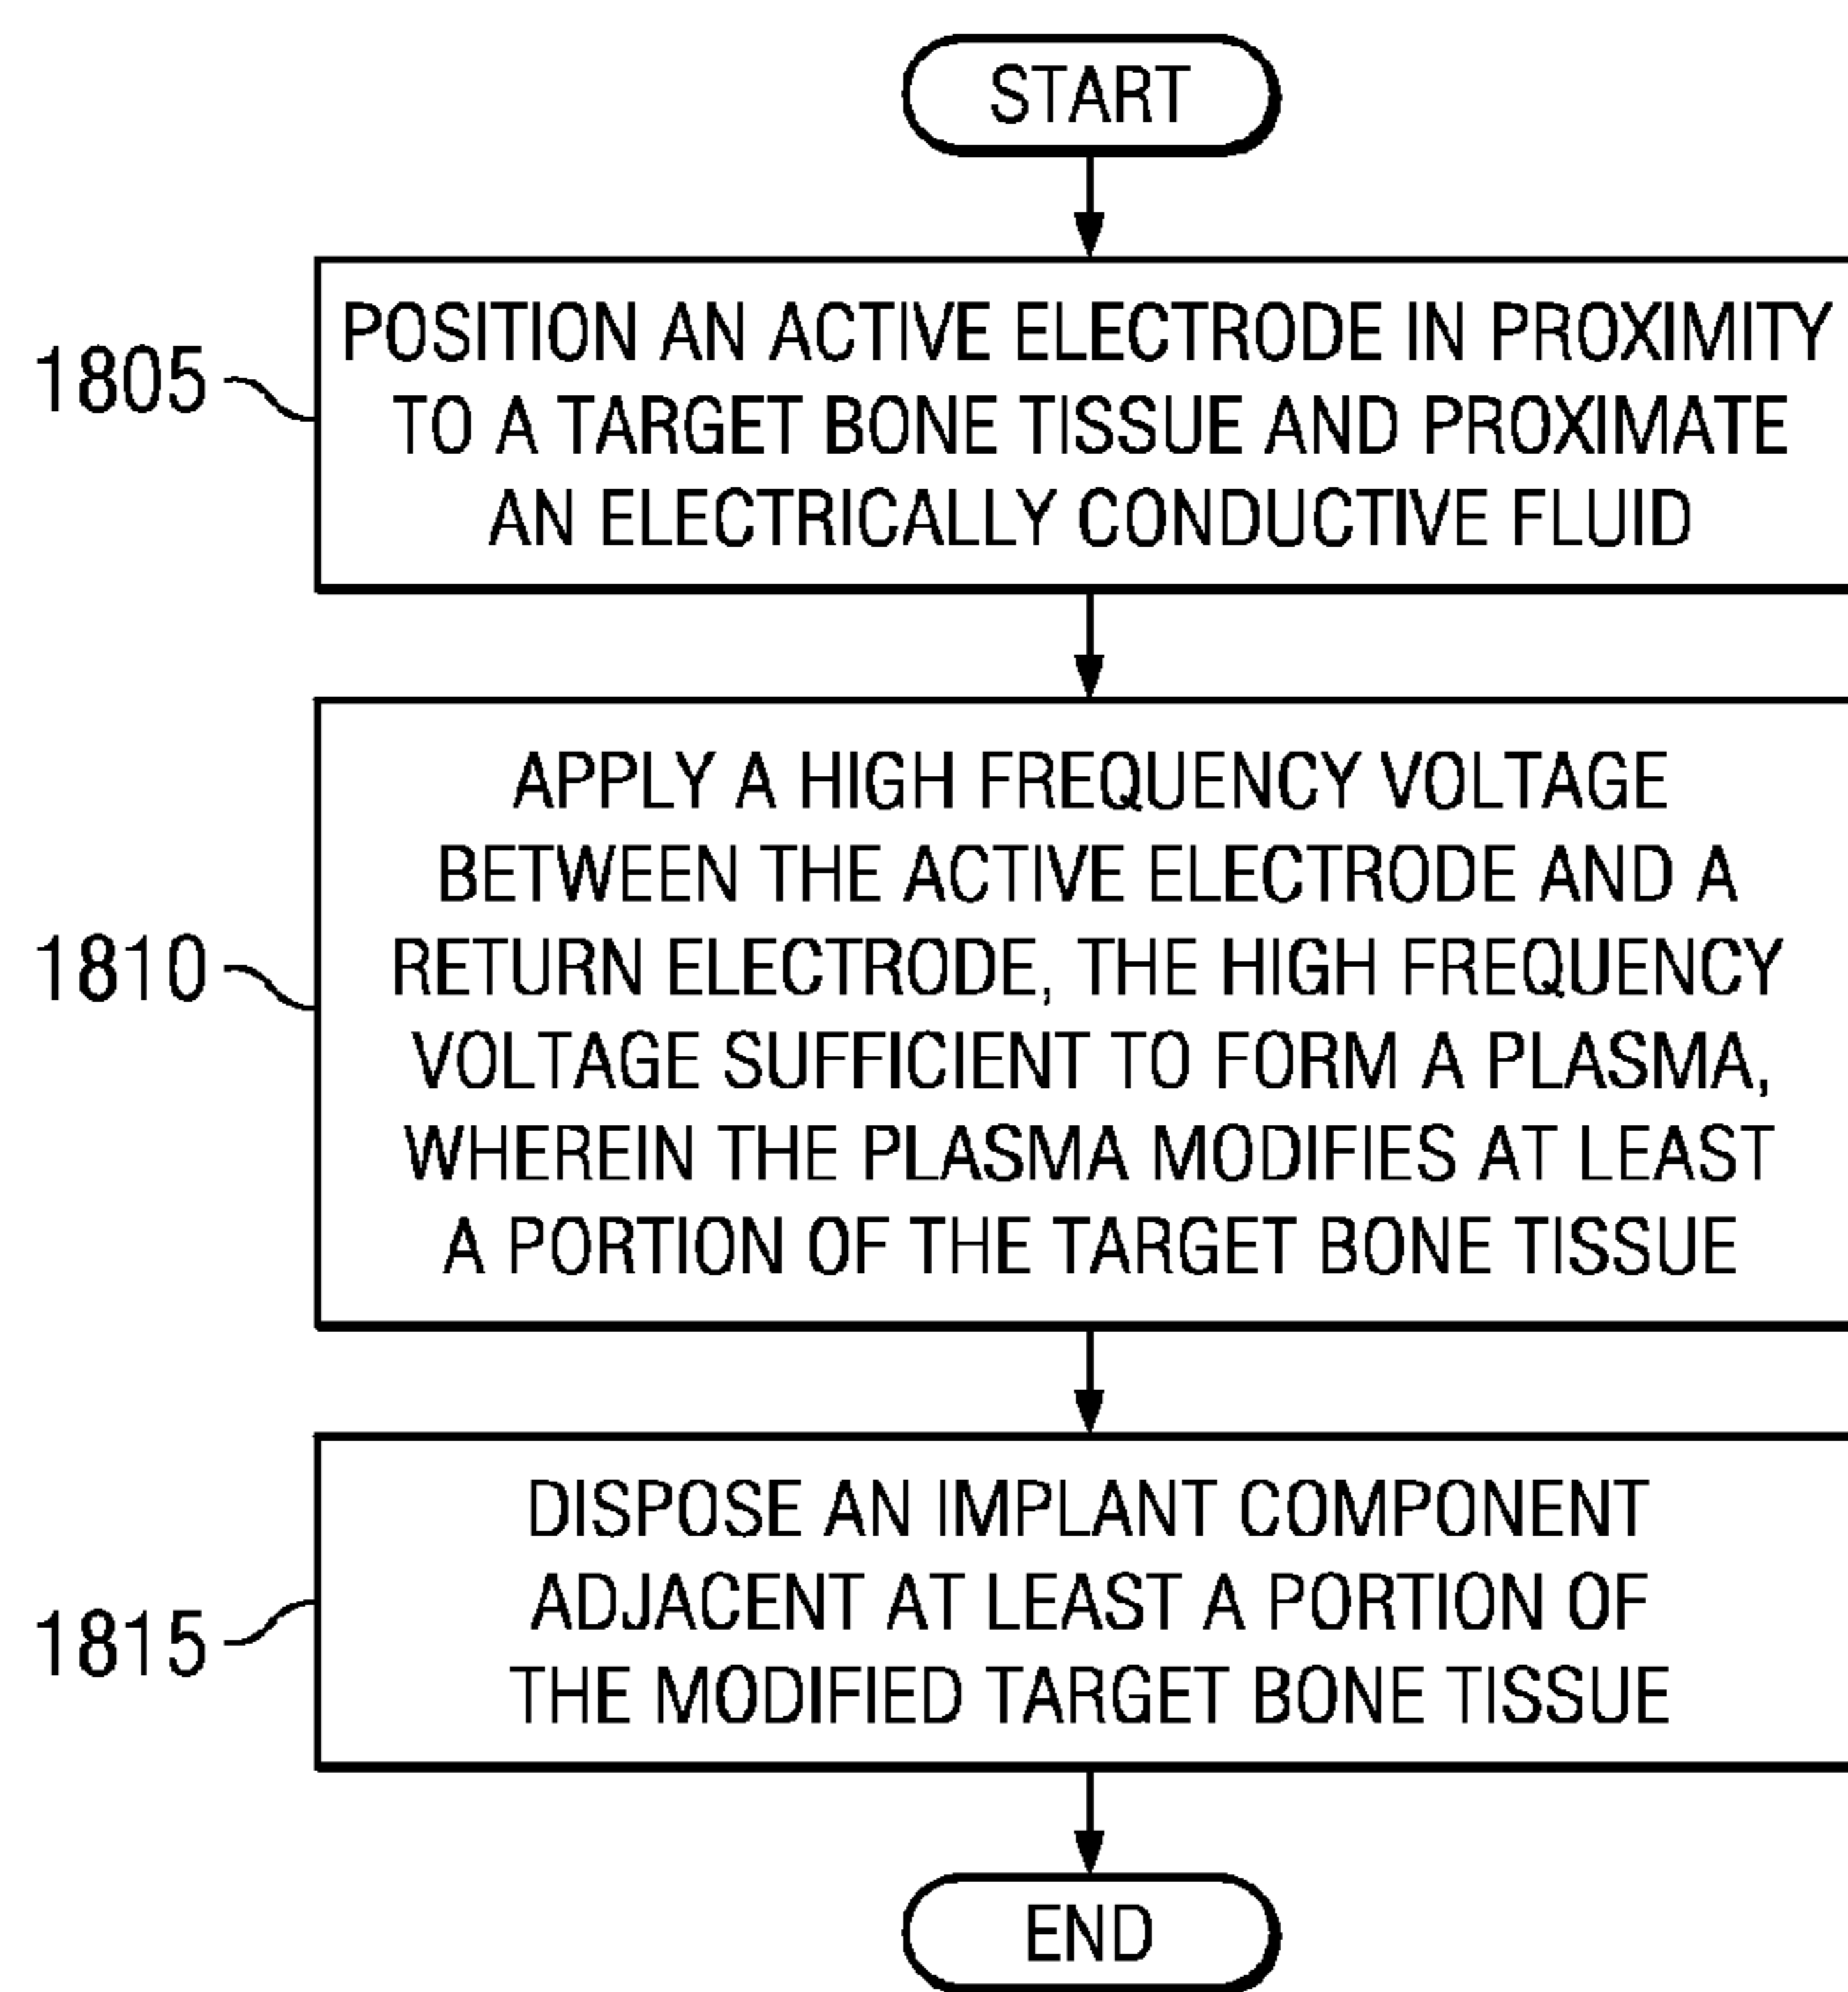 START
1805
POSITION AN ACTIVE ELECTRODE IN PROXIMITY
TO A TARGET BONE TISSUE AND PROXIMATE
AN ELECTRICALLY CONDUCTIVE FLUID
1810
APPLY A HIGH FREQUENCY VOLTAGE
BETWEEN THE ACTIVE ELECTRODE AND A
RETURN ELECTRODE, THE HIGH FREQUENCY
VOLTAGE SUFFICIENT TO FORM A PLASMA,
WHEREIN THE PLASMA MODIFIES AT LEAST
A PORTION OF THE TARGET BONE TISSUE
1815
DISPOSE AN IMPLANT COMPONENT
ADJACENT AT LEAST A PORTION OF
THE MODIFIED TARGET BONE TISSUE
END